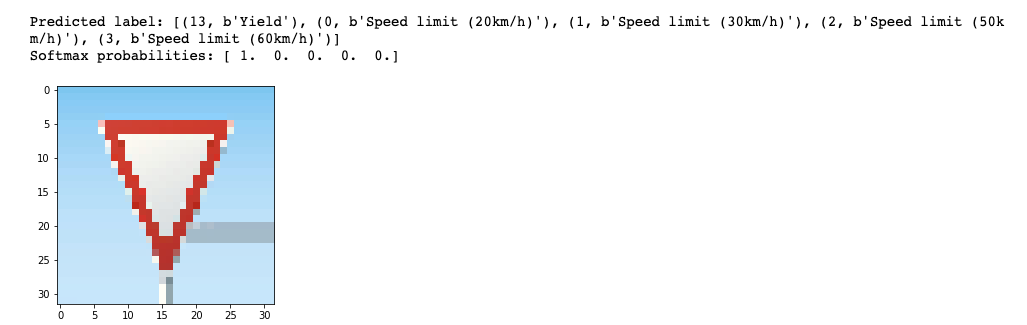 Predicted label: [(13, b'Yield'), (0, b'Speed limit (20km/h)'), (1, b'Speed limit (30km/h)'), (2, b'Speed limit (50k
m/h)'), (3, b'Speed limit (60km/h)')]
Softmax probabilities: [ 1.  0.  0.  0.  0.]
0
5
10
15
20
25
30
0 5 10 15 20 25 30